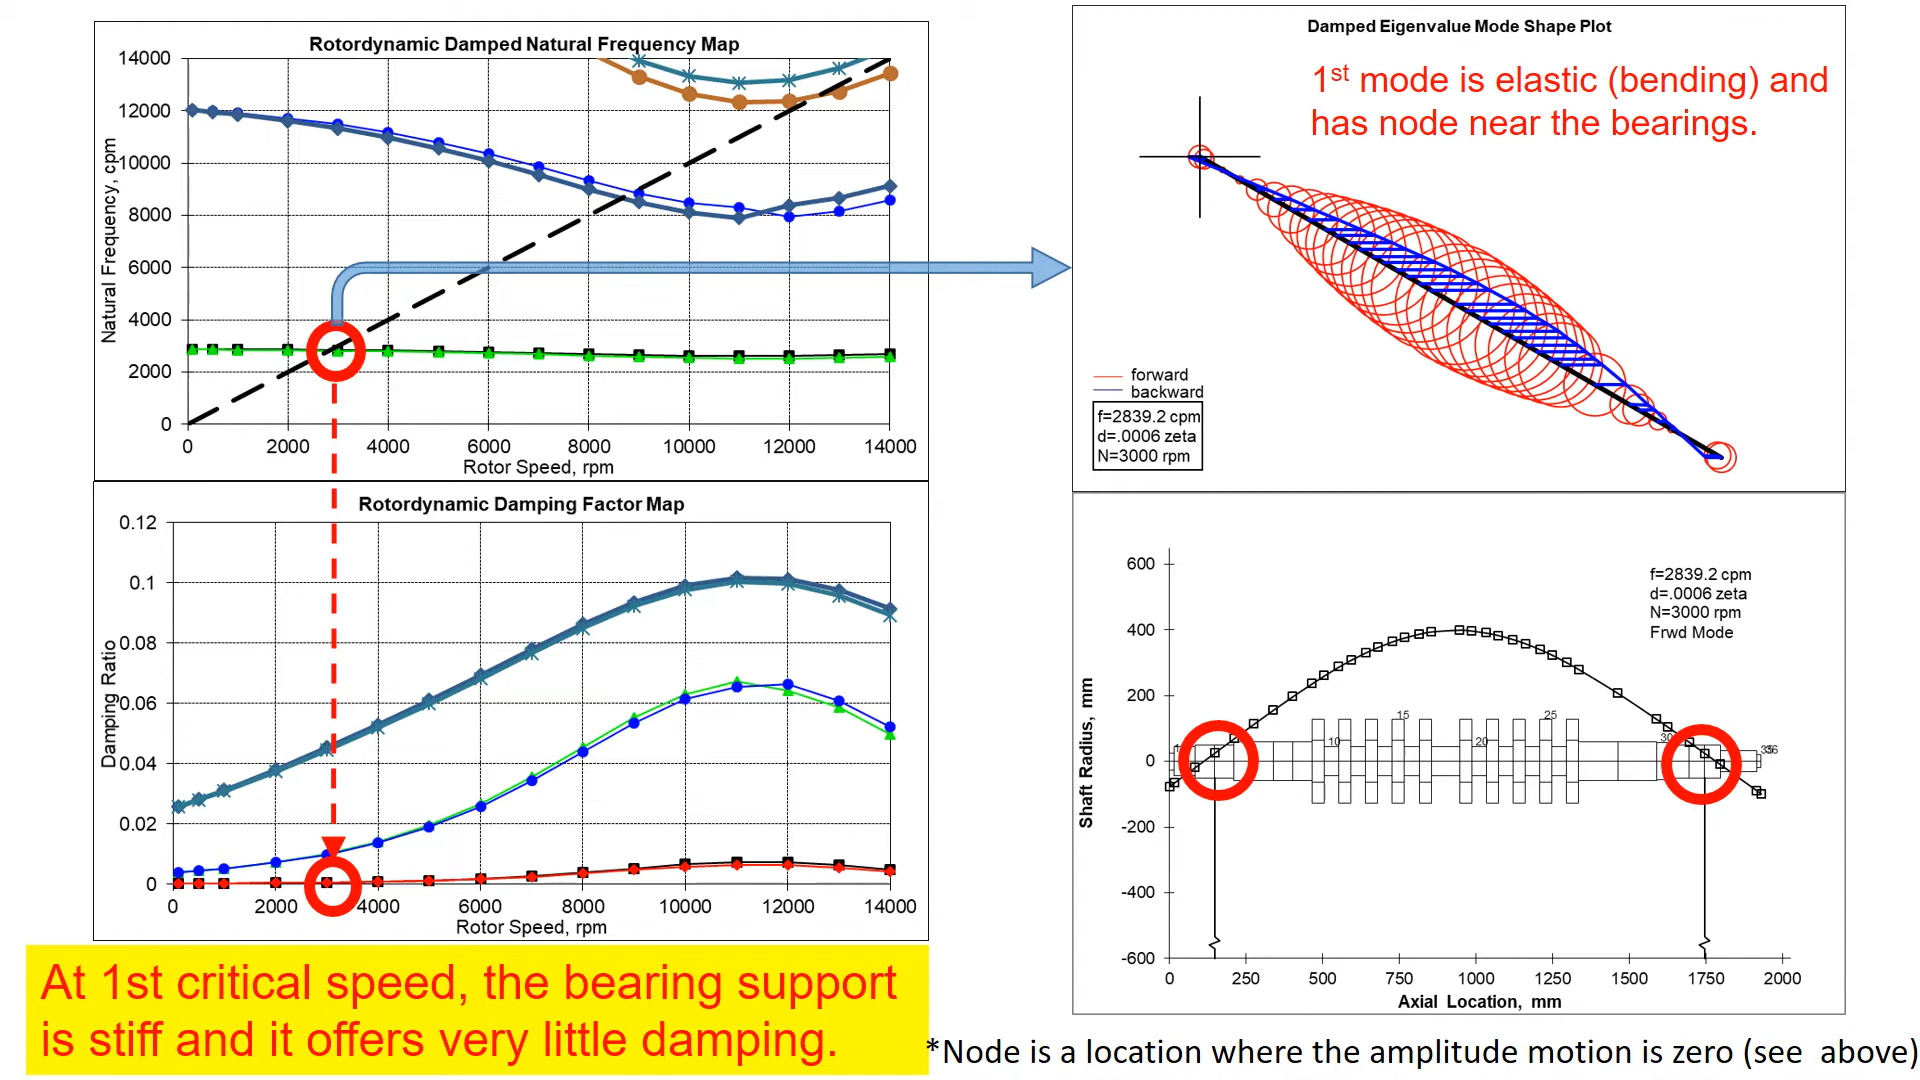 Rotordynamic Damped Natural Frequency Map
14000
12000
10000
8000
6000
4000
2000
0
Natural Frequency, cpm
0 2000 4000 6000 8000 10000 12000 14000
Rotor Speed, rpm
Rotordynamic Damping Factor Map
0.12
0.1
0.08
0.06
0.04
0.02
0
Damping Ratio
0 2000 4000 6000 8000 10000 12000 14000
Rotor Speed, rpm
At 1st critical speed, the bearing support
is stiff and it offers very little damping.
Damped Eigenvalue Mode Shape Plot
1st mode is elastic (bending) and
has node near the bearings.
forward
backward
f=2839.2 cpm
d=.0006 zeta
N=3000 rpm
f=2839.2 cpm
d=.0006 zeta
N=3000 rpm
Frwd Mode
600
400
200
0
-200
-400
-600
Shaft Radius, mm
10 15 20 25 30
0 250 500 750 1000 1250 1500 1750 2000
Axial Location, mm
*Node is a location where the amplitude motion is zero (see above)